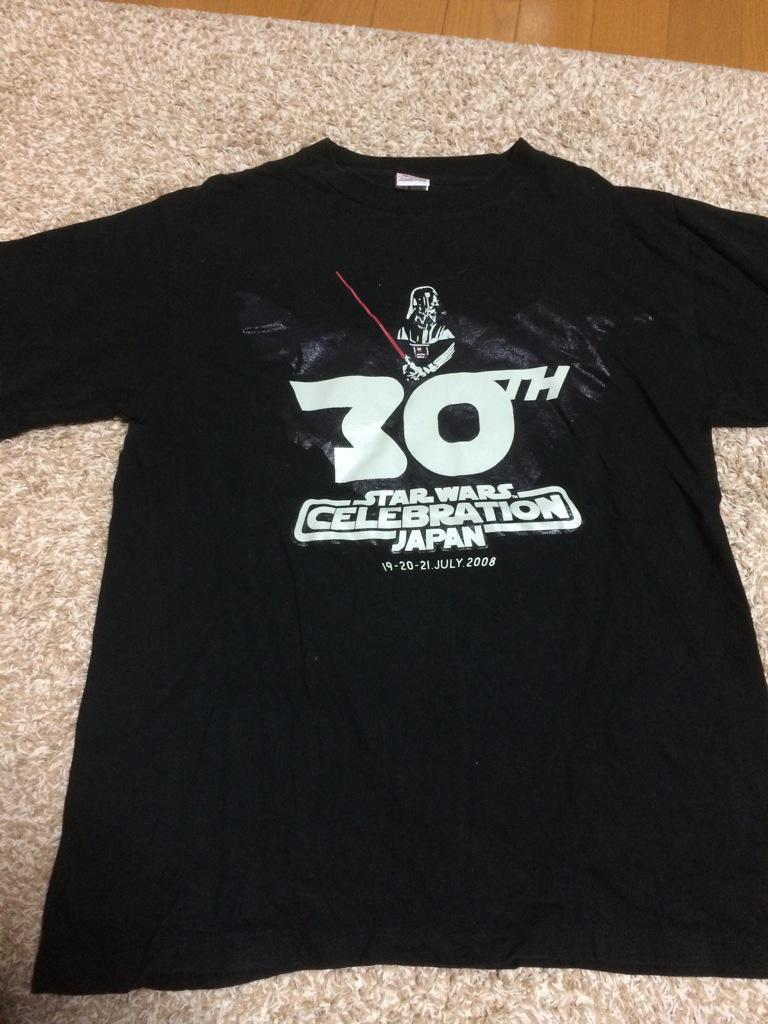 30TH
STAR WARS
CELEBRATION
JAPAN
19-20-21.JULY.2008